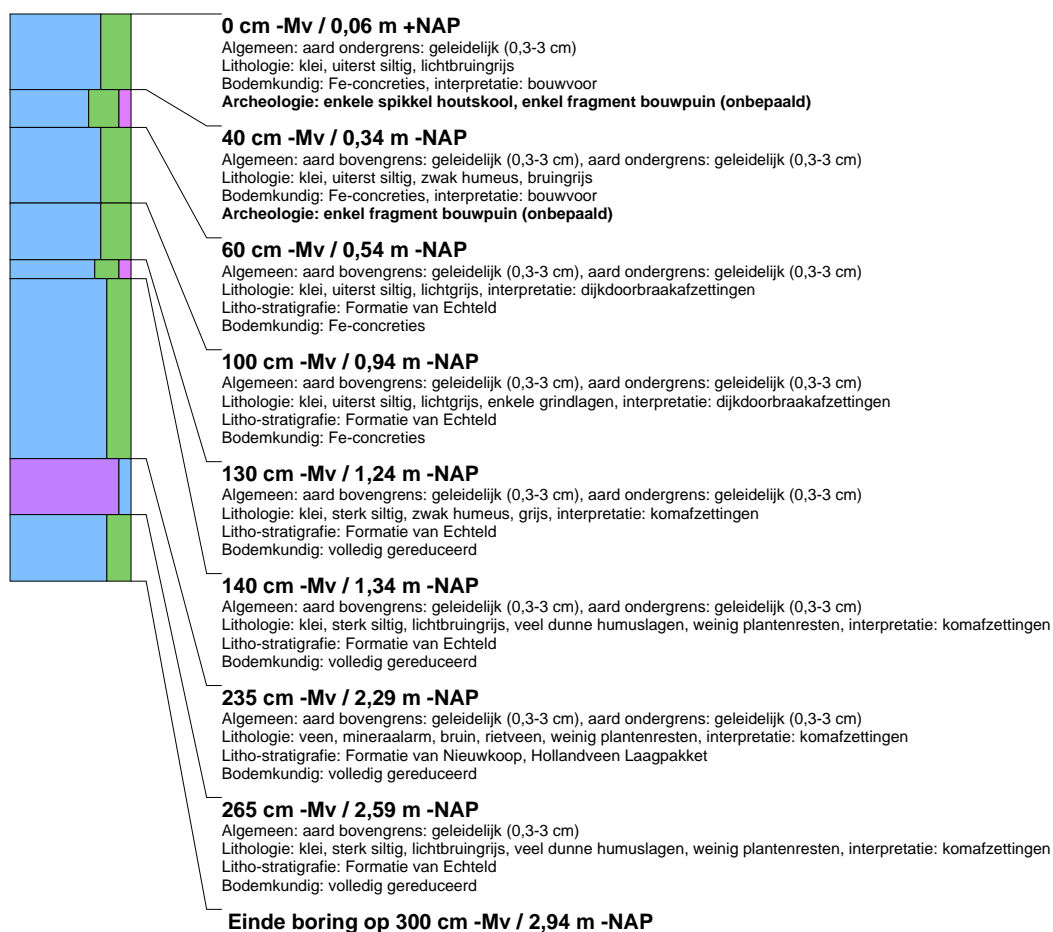 0 cm -Mv / 0,06 m +NAP
Algemeen: aard ondergrens: geleidelijk (0,3-3 cm)
Lithologie: klei, uiterst siltig, lichtbruingrijs
Bodemkundig: Fe-concreties, interpretatie: bouwvoor
Archeologie: enkele spikkel houtskool, enkel fragment bouwpuin (onbepaald)
40 cm -Mv / 0,34 m -NAP
Algemeen: aard bovengrens: geleidelijk (0,3-3 cm), aard ondergrens: geleidelijk (0,3-3 cm)
Lithologie: klei, uiterst siltig, zwak humeus, bruingrijs
Bodemkundig: Fe-concreties, interpretatie: bouwvoor
Archeologie: enkel fragment bouwpuin (onbepaald)
60 cm -Mv / 0,54 m -NAP
Algemeen: aard bovengrens: geleidelijk (0,3-3 cm), aard ondergrens: geleidelijk (0,3-3 cm)
Lithologie: klei, uiterst siltig, lichtgrijs, interpretatie: dijkdoorbraakafzettingen
Litho-stratigrafie: Formatie van Echteld
Bodemkundig: Fe-concreties
100 cm -Mv / 0,94 m -NAP
Algemeen: aard bovengrens: geleidelijk (0,3-3 cm), aard ondergrens: geleidelijk (0,3-3 cm)
Lithologie: klei, uiterst siltig, lichtgrijs, enkele grindlagen, interpretatie: dijkdoorbraakafzettingen
Litho-stratigrafie: Formatie van Echteld
Bodemkundig: Fe-concreties
130 cm -Mv / 1,24 m -NAP
Algemeen: aard bovengrens: geleidelijk (0,3-3 cm), aard ondergrens: geleidelijk (0,3-3 cm)
Lithologie: klei, sterk siltig, zwak humeus, grijs, interpretatie: komafzettingen
Litho-stratigrafie: Formatie van Echteld
Bodemkundig: volledig gereduceerd
140 cm -Mv / 1,34 m -NAP
Algemeen: aard bovengrens: geleidelijk (0,3-3 cm), aard ondergrens: geleidelijk (0,3-3 cm)
Lithologie: klei, sterk siltig, lichtbruingrijs, veel dunne humuslagen, weinig plantenresten, interpretatie: komafzettingen
Litho-stratigrafie: Formatie van Echteld
Bodemkundig: volledig gereduceerd
235 cm -Mv / 2,29 m -NAP
Algemeen: aard bovengrens: geleidelijk (0,3-3 cm), aard ondergrens: geleidelijk (0,3-3 cm)
Lithologie: veen, mineraalarm, bruin, rietveen, weinig plantenresten, interpretatie: komafzettingen
Litho-stratigrafie: Formatie van Nieuwkoop, Hollandveen Laagpakket
Bodemkundig: volledig gereduceerd
265 cm -Mv / 2,59 m -NAP
Algemeen: aard bovengrens: geleidelijk (0,3-3 cm)
Lithologie: klei, sterk siltig, lichtbruingrijs, veel dunne humuslagen, weinig plantenresten, interpretatie: komafzettingen
Litho-stratigrafie: Formatie van Echteld
Bodemkundig: volledig gereduceerd
Einde boring op 300 cm -Mv / 2,94 m -NAP